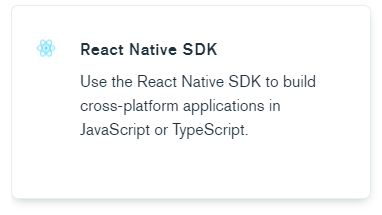 React Native SDK
Use the React Native SDK to build
cross-platform applications in
JavaScript or TypeScript.